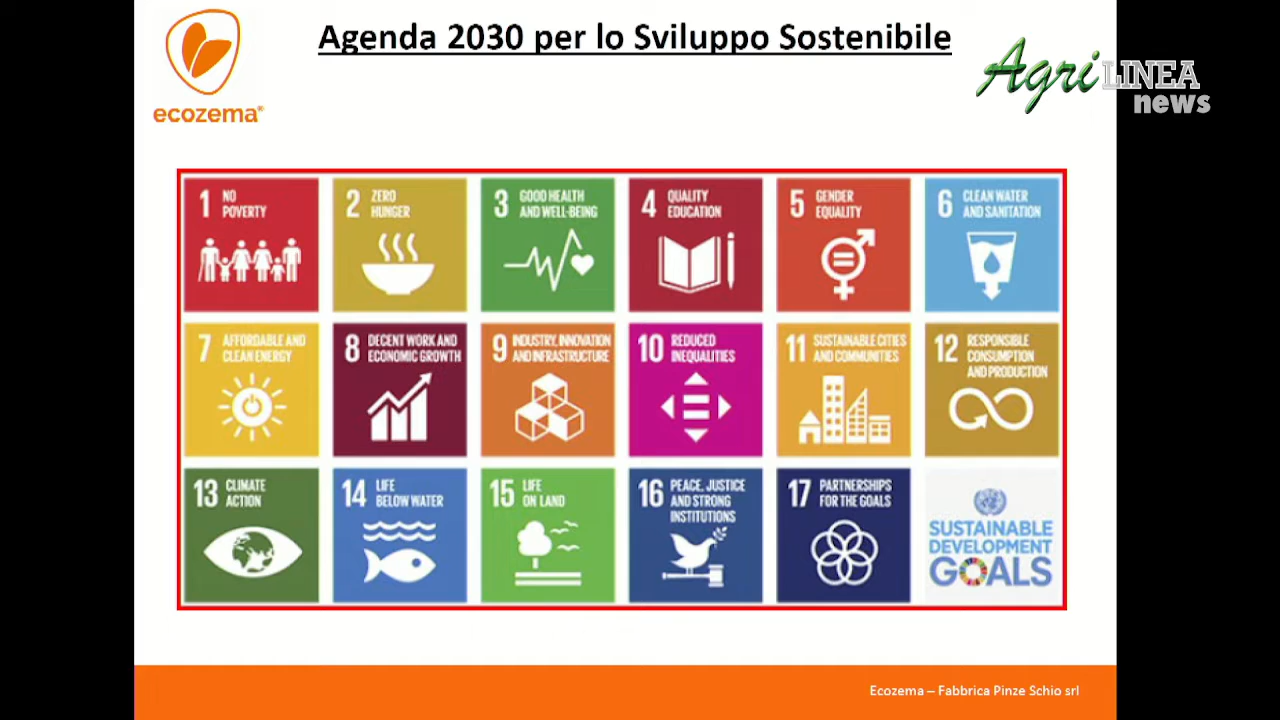 Agenda 2030 per lo Sviluppo Sostenibile
ecozema®
Agri LINEA
news
1 NO
POVERTY
2 ZERO
HUNGER
3 GOOD HEALTH
AND WELL-BEING
4 QUALITY
EDUCATION
5 GENDER
EQUALITY
6 CLEAN WATER
AND SANITATION
7 AFFORDABLE AND
CLEAN ENERGY
8 DECENT WORK AND
ECONOMIC GROWTH
9 INDUSTRY, INNOVATION
AND INFRASTRUCTURE
10 REDUCED
INEQUALITIES
11 SUSTAINABLE CITIES
AND COMMUNITIES
12 RESPONSIBLE
CONSUMPTION
AND PRODUCTION
13 CLIMATE
ACTION
14 LIFE
BELOW WATER
15 LIFE
ON LAND
16 PEACE, JUSTICE
AND STRONG
INSTITUTIONS
17 PARTNERSHIPS
FOR THE GOALS
SUSTAINABLE
DEVELOPMENT
GOALS
Ecozema – Fabbrica Pinze Schio srl